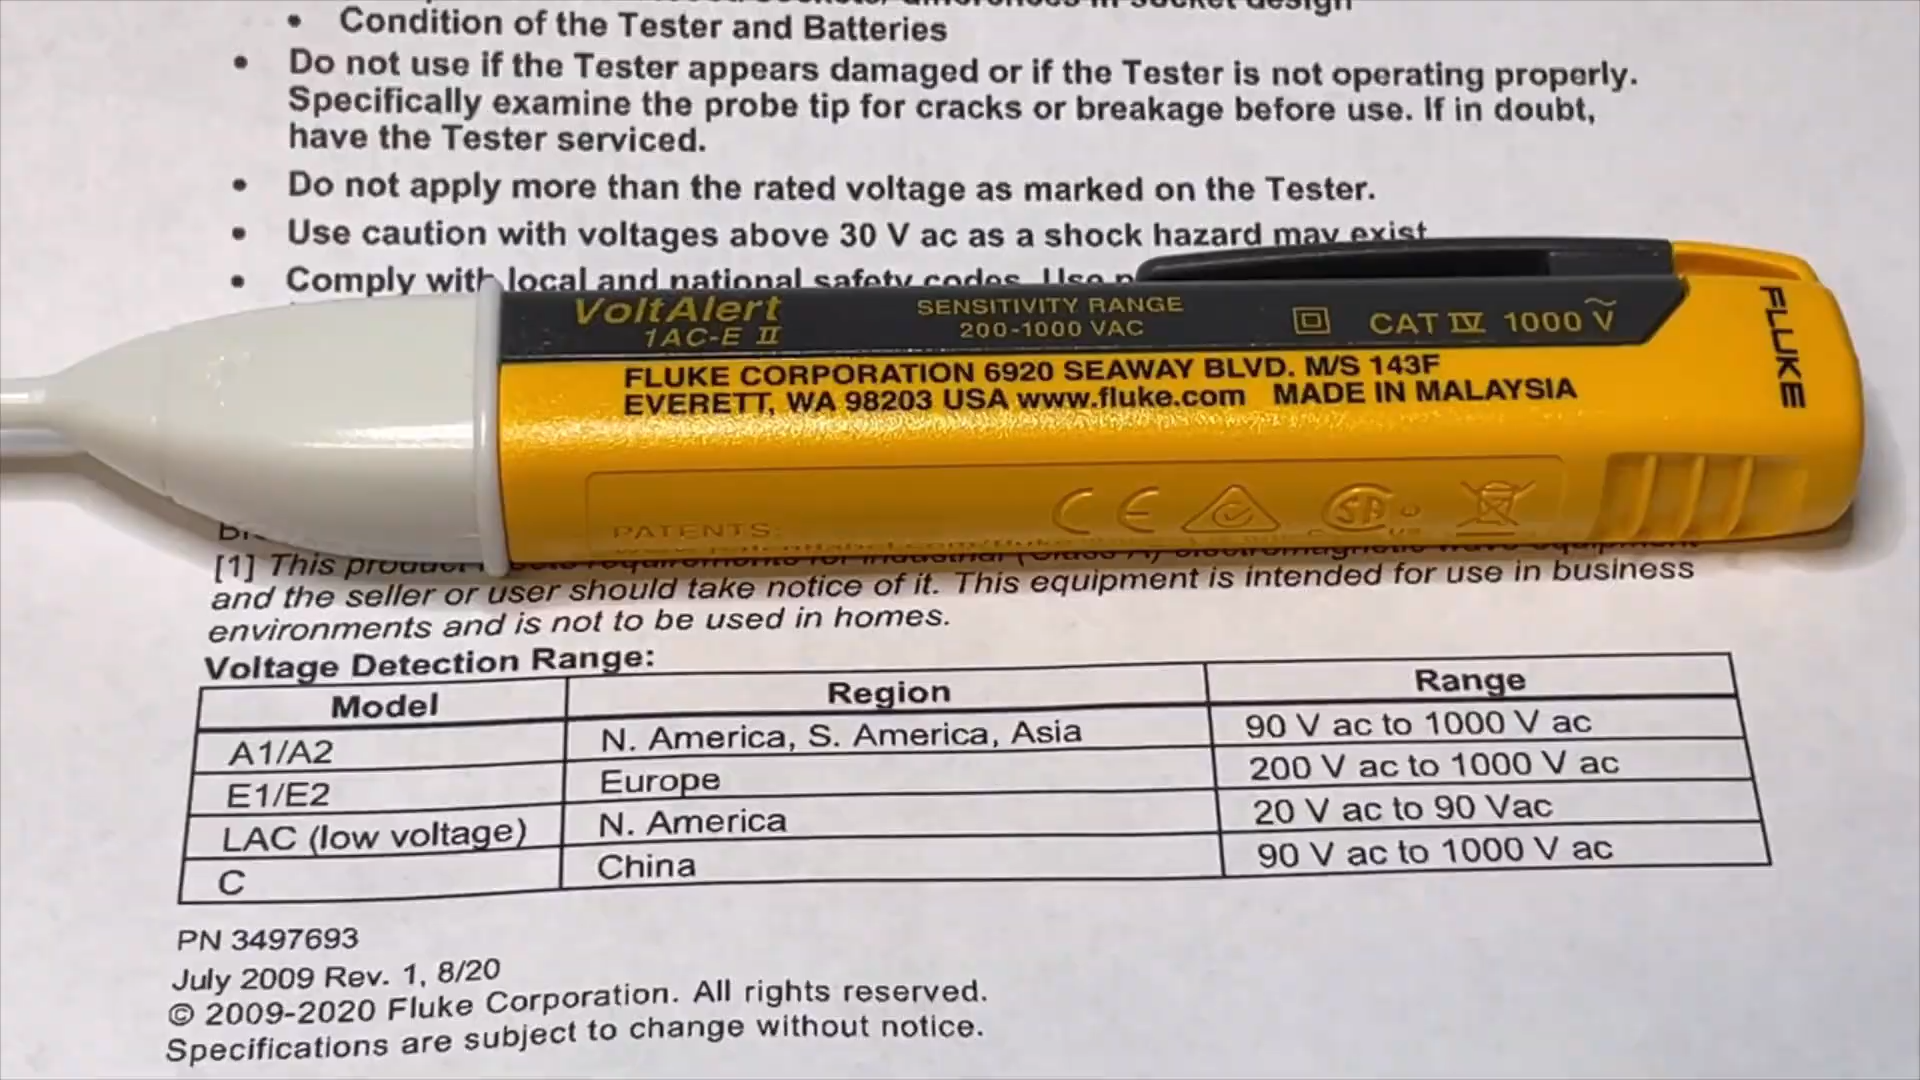 • Condition of the Tester and Batteries
• Do not use if the Tester appears damaged or if the Tester is not operating properly.
Specifically examine the probe tip for cracks or breakage before use. If in doubt,
have the Tester serviced.
• Do not apply more than the rated voltage as marked on the Tester.
• Use caution with voltages above 30 V ac as a shock hazard may exist
• Comply with local and national safety codes. Use
VoltAlert
1AC-E II
SENSITIVITY RANGE
200-1000 VAC
CAT IV 1000 V
FLUKE
FLUKE CORPORATION 6920 SEAWAY BLVD. M/S 143F
EVERETT, WA 98203 USA www.fluke.com MADE IN MALAYSIA
PATENTS:
CE
[1] This product requirements for industrial (Class A) electromagnetic wave equipment
and the seller or user should take notice of it. This equipment is intended for use in business
environments and is not to be used in homes.
Voltage Detection Range:
Model Region Range
A1/A2 N. America, S. America, Asia 90 V ac to 1000 V ac
E1/E2 Europe 200 V ac to 1000 V ac
LAC (low voltage) N. America 20 V ac to 90 Vac
C China 90 V ac to 1000 V ac
PN 3497693
July 2009 Rev. 1, 8/20
© 2009-2020 Fluke Corporation. All rights reserved.
Specifications are subject to change without notice.